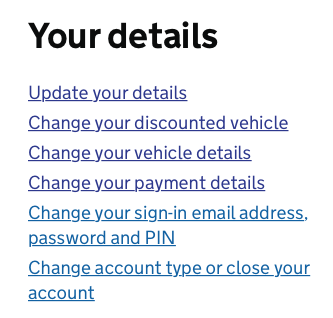 Your details
Update your details
Change your discounted vehicle
Change your vehicle details
Change your payment details
Change your sign-in email address,
password and PIN
Change account type or close your
account